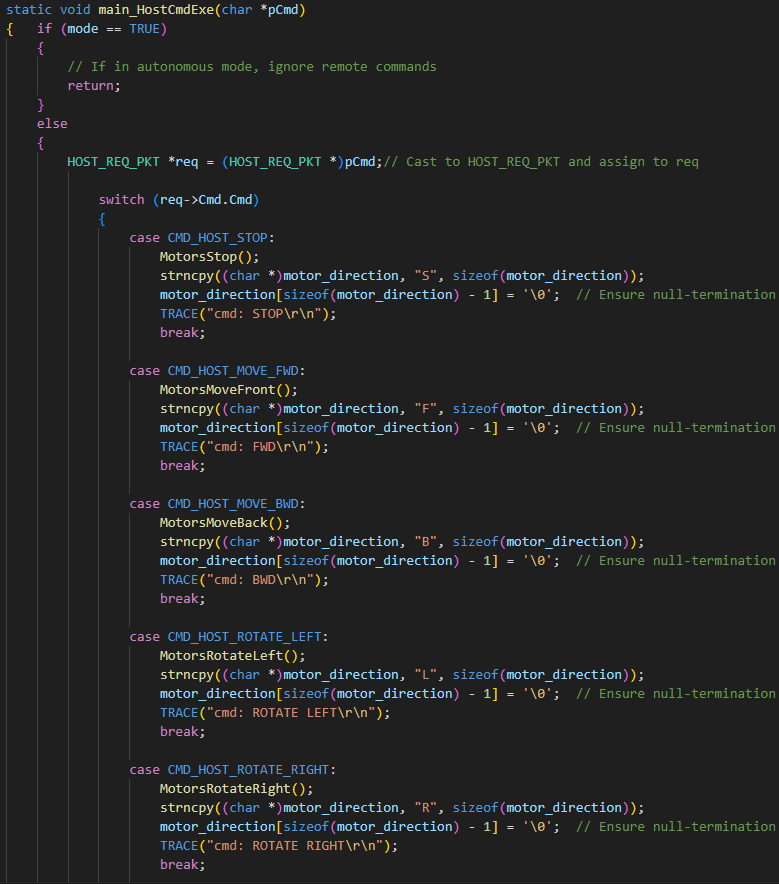 static void main_HostCmdExe(char *pCmd)
{   if (mode == TRUE)
    {
        // If in autonomous mode, ignore remote commands
        return;
    }
    else
    {
        HOST_REQ_PKT *req = (HOST_REQ_PKT *)pCmd;// Cast to HOST_REQ_PKT and assign to req

            switch (req->Cmd.Cmd)
            {
                case CMD_HOST_STOP:
                    MotorsStop();
                    strncpy((char *)motor_direction, "S", sizeof(motor_direction));
                    motor_direction[sizeof(motor_direction) - 1] = '\0';  // Ensure null-termination
                    TRACE("cmd: STOP\r\n");
                    break;

                case CMD_HOST_MOVE_FWD:
                    MotorsMoveFront();
                    strncpy((char *)motor_direction, "F", sizeof(motor_direction));
                    motor_direction[sizeof(motor_direction) - 1] = '\0';  // Ensure null-termination
                    TRACE("cmd: FWD\r\n");
                    break;

                case CMD_HOST_MOVE_BWD:
                    MotorsMoveBack();
                    strncpy((char *)motor_direction, "B", sizeof(motor_direction));
                    motor_direction[sizeof(motor_direction) - 1] = '\0';  // Ensure null-termination
                    TRACE("cmd: BWD\r\n");
                    break;

                case CMD_HOST_ROTATE_LEFT:
                    MotorsRotateLeft();
                    strncpy((char *)motor_direction, "L", sizeof(motor_direction));
                    motor_direction[sizeof(motor_direction) - 1] = '\0';  // Ensure null-termination
                    TRACE("cmd: ROTATE LEFT\r\n");
                    break;

                case CMD_HOST_ROTATE_RIGHT:
                    MotorsRotateRight();
                    strncpy((char *)motor_direction, "R", sizeof(motor_direction));
                    motor_direction[sizeof(motor_direction) - 1] = '\0';  // Ensure null-termination
                    TRACE("cmd: ROTATE RIGHT\r\n");
                    break;